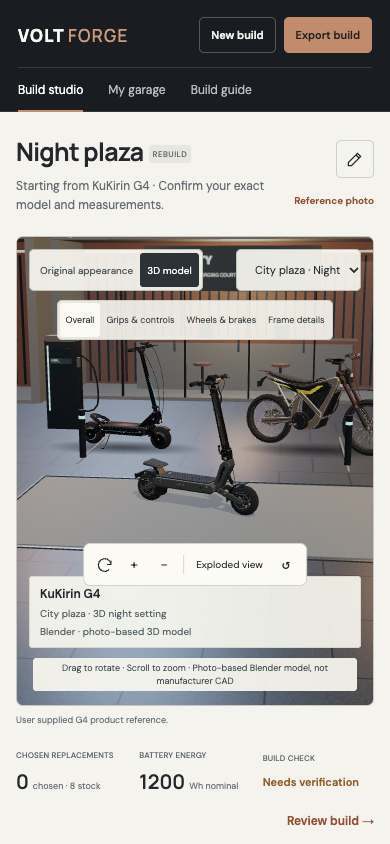 VOLTFORGE
New build
Export build
Build studio
My garage
Build guide
Night plaza REBUILD
Starting from KuKirin G4 · Confirm your exact
model and measurements.
Reference photo
Original appearance
3D model
City plaza · Night
Overall
Grips & controls
Wheels & brakes
Frame details
+
−
Exploded view
KuKirin G4
City plaza · 3D night setting
Blender · photo-based 3D model
Drag to rotate · Scroll to zoom · Photo-based Blender model, not
manufacturer CAD
User supplied G4 product reference.
CHOSEN REPLACEMENTS
0 chosen · 8 stock
BATTERY ENERGY
1200 Wh nominal
BUILD CHECK
Needs verification
Review build →